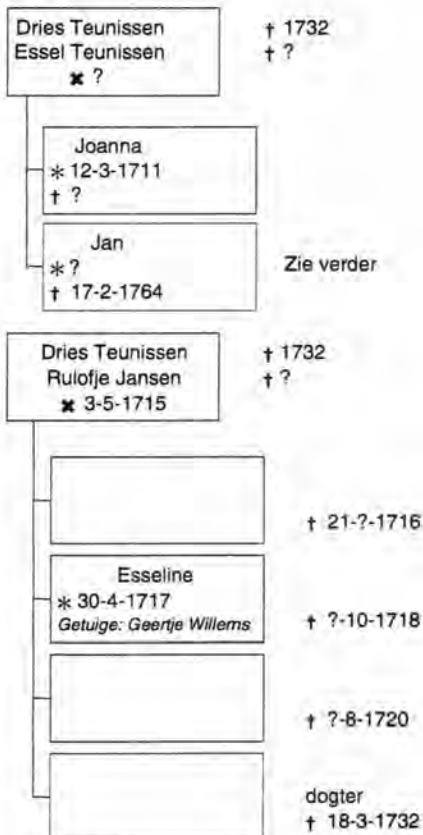 Dries Teunissen † 1732
Essel Teunissen † ?
✖ ?
Joanna
* 12-3-1711
† ?
Jan
* ?
† 17-2-1764
Zie verder
Dries Teunissen † 1732
Rulofje Jansen † ?
✖ 3-5-1715
† 21-?-1716
Esseline
* 30-4-1717
Getuige: Geertje Willems
† ?-10-1718
† ?-8-1720
dogter
† 18-3-1732